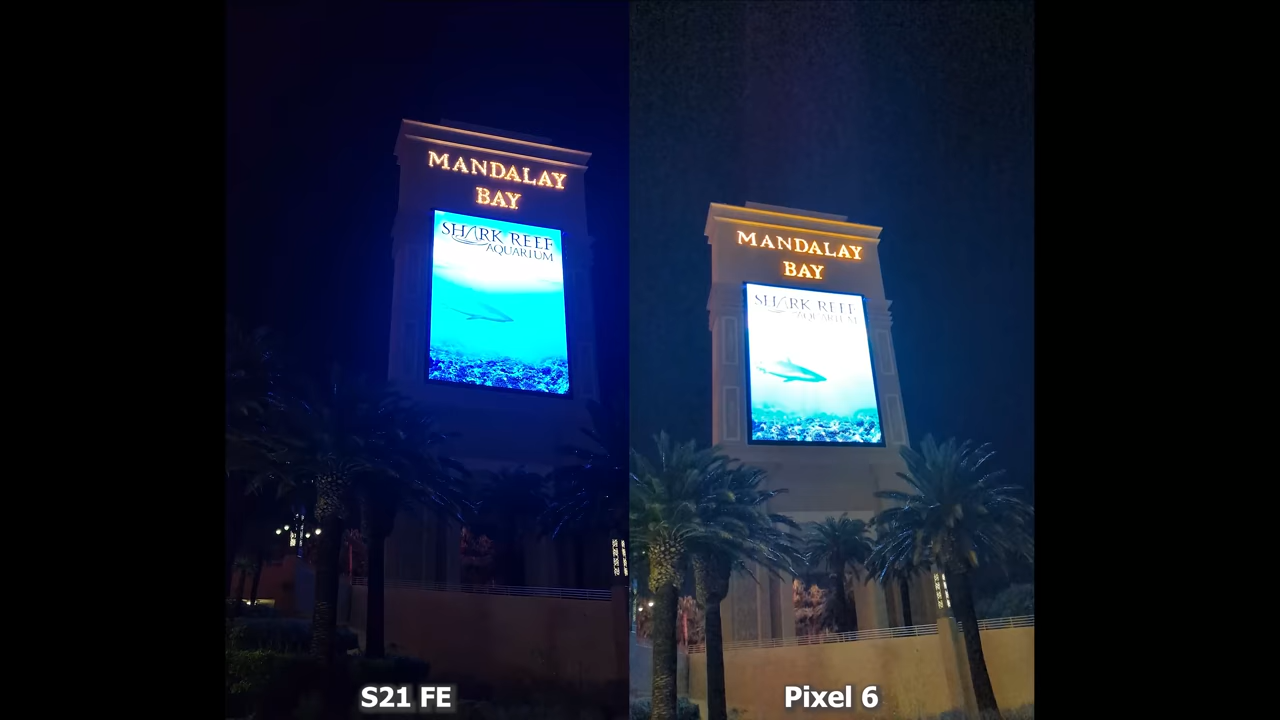 MANDALAY
BAY
SHARK REEF
AQUARIUM
S21 FE
MANDALAY
BAY
SHARK REEF
AQUARIUM
Pixel 6